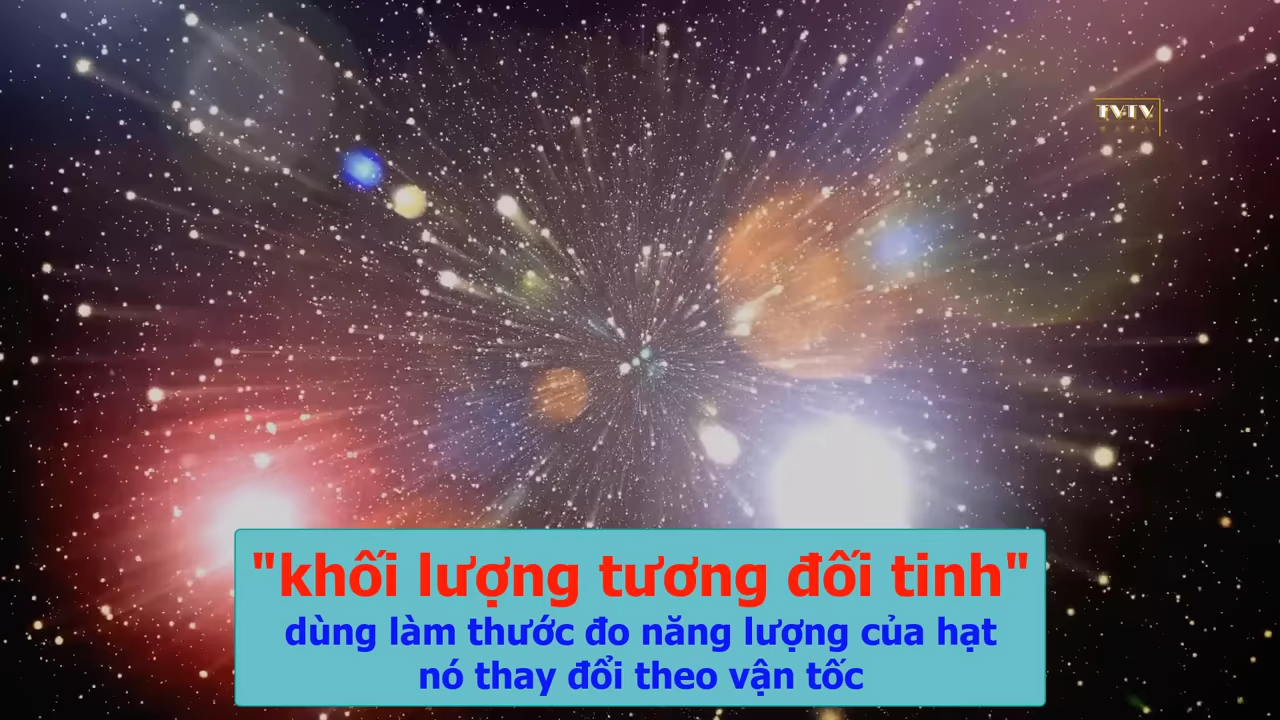 TVTV
"khối lượng tương đối tinh"
dùng làm thước đo năng lượng của hạt
nó thay đổi theo vận tốc